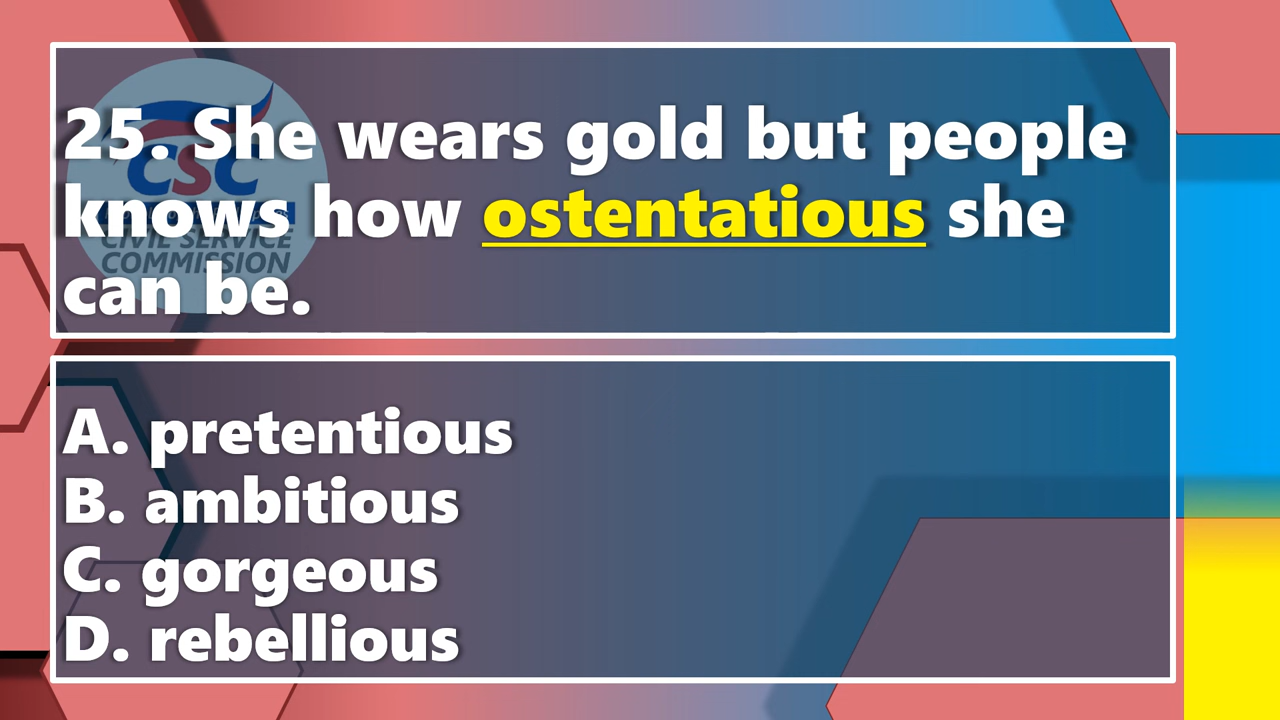 25. She wears gold but people
knows how ostentatious she
can be.
CSC
CIVIL SERVICE
COMMISSION
A. pretentious
B. ambitious
C. gorgeous
D. rebellious